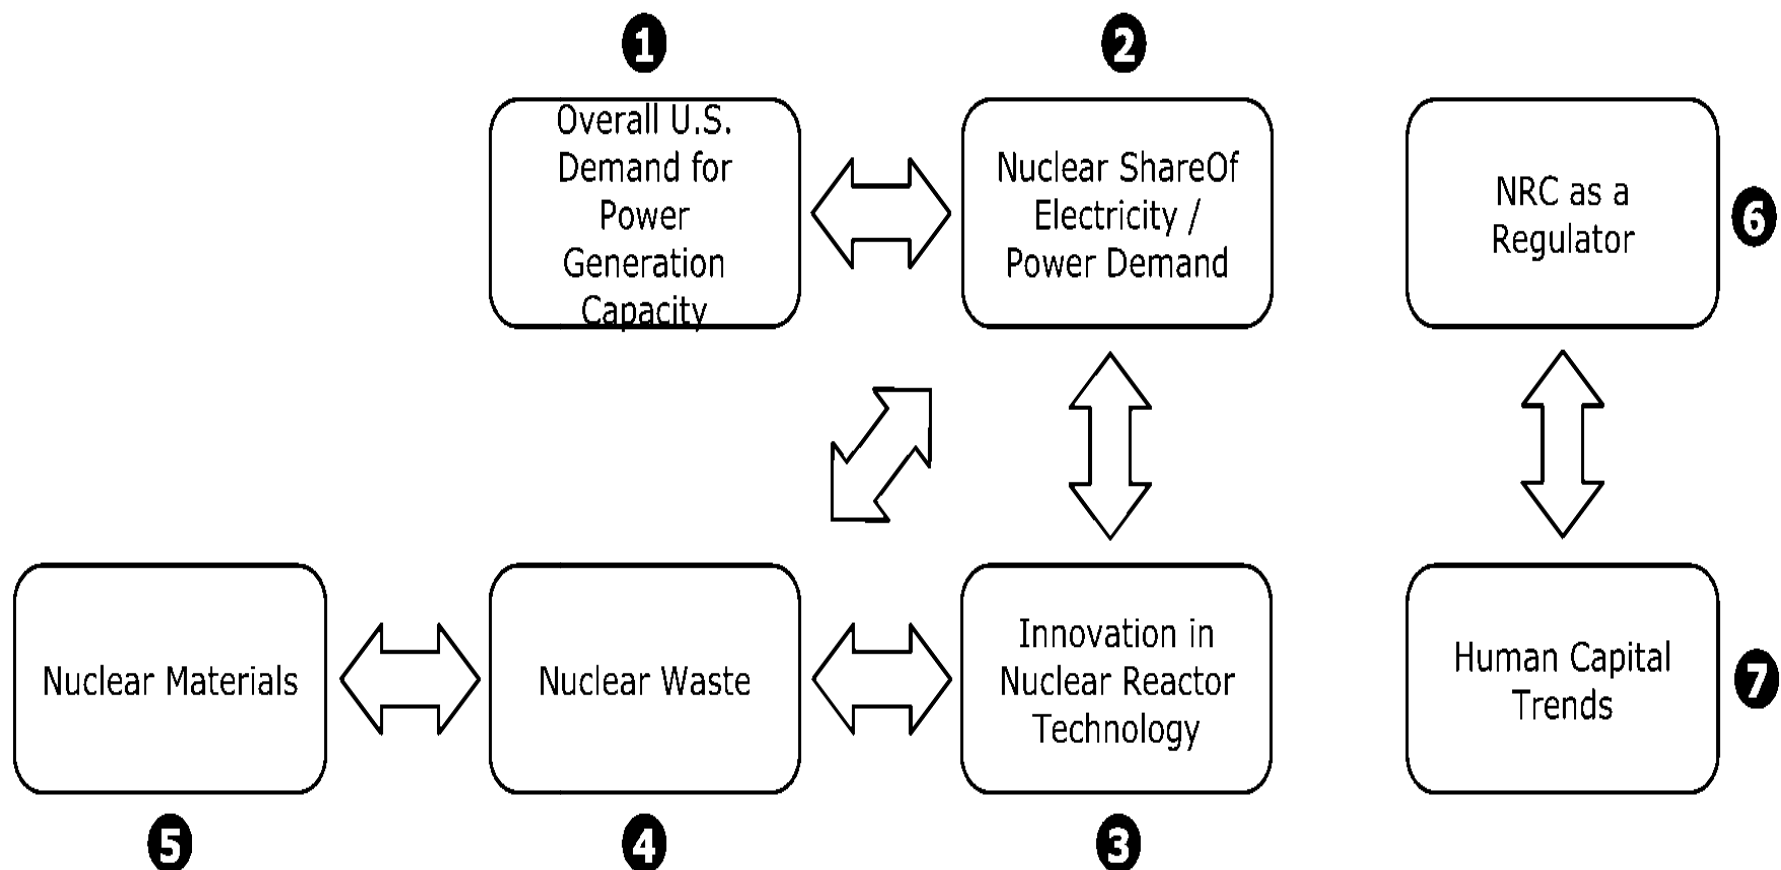 1
Overall U.S.
Demand for
Power
Generation
Capacity
2
Nuclear ShareOf
Electricity /
Power Demand
NRC as a
Regulator
6
Nuclear Materials
5
Nuclear Waste
4
Innovation in
Nuclear Reactor
Technology
3
Human Capital
Trends
7